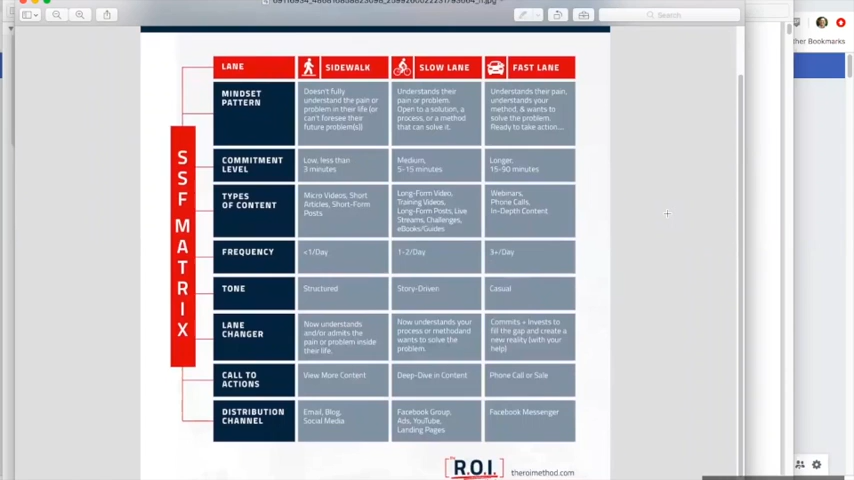 Search
ther Bookmarks
SSF MATRIX
LANE
SIDEWALK
SLOW LANE
FAST LANE
MINDSET
PATTERN
Doesn't fully
understand the pain or
problem in their life (or
can't foresee their
future problem(s))
Understands their
pain or problem.
Open to a solution, a
process, or a method
that can solve it.
Understands their pain,
understands your
method, & wants to
solve the problem.
Ready to take action...
COMMITMENT
LEVEL
Low, less than
3 minutes
Medium,
5-15 minutes
Longer,
15-90 minutes
TYPES
OF CONTENT
Micro Videos, Short
Articles, Short-Form
Posts
Long-Form Video,
Training Videos,
Long-Form Posts, Live
Streams, Challenges,
eBooks/Guides
Webinars,
Phone Calls,
In-Depth Content
FREQUENCY
<1/Day
1-2/Day
3+/Day
TONE
Structured
Story-Driven
Casual
LANE
CHANGER
Now understands
and/or admits the
pain or problem inside
their life.
Now understands your
process or methodand
wants to solve the
problem.
Commits + Invests to
fill the gap and create a
new reality (with your
help)
CALL TO
ACTIONS
View More Content
Deep-Dive in Content
Phone Call or Sale
DISTRIBUTION
CHANNEL
Email, Blog,
Social Media
Facebook Group,
Ads, YouTube,
Landing Pages
Facebook Messenger
R.O.I.
theroimethod.com